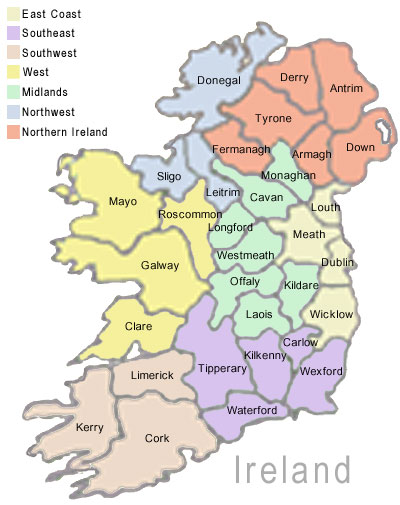 East Coast
Southeast
Southwest
West
Midlands
Northwest
Northern Ireland
Donegal
Derry
Antrim
Tyrone
Fermanagh
Armagh
Down
Monaghan
Sligo
Leitrim
Cavan
Mayo
Roscommon
Louth
Longford
Meath
Westmeath
Galway
Dublin
Offaly
Kildare
Laois
Wicklow
Clare
Carlow
Kilkenny
Tipperary
Wexford
Limerick
Waterford
Kerry
Cork
Ireland